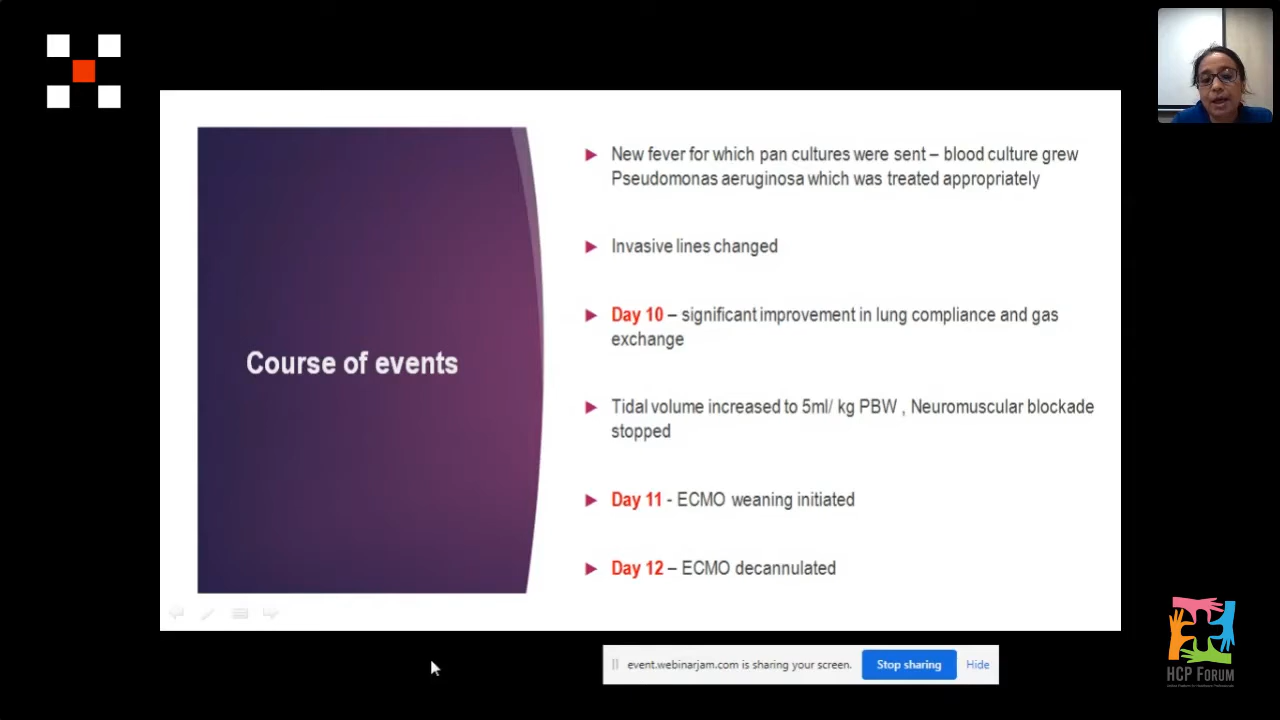 New fever for which pan cultures were sent – blood culture grew
Pseudomonas aeruginosa which was treated appropriately
Invasive lines changed
Day 10 – significant improvement in lung compliance and gas
exchange
Course of events
Tidal volume increased to 5ml/ kg PBW , Neuromuscular blockade
stopped
Day 11 - ECMO weaning initiated
Day 12 – ECMO decannulated
event.webinarjam.com is sharing your screen.
Stop sharing
Hide
HCP FORUM